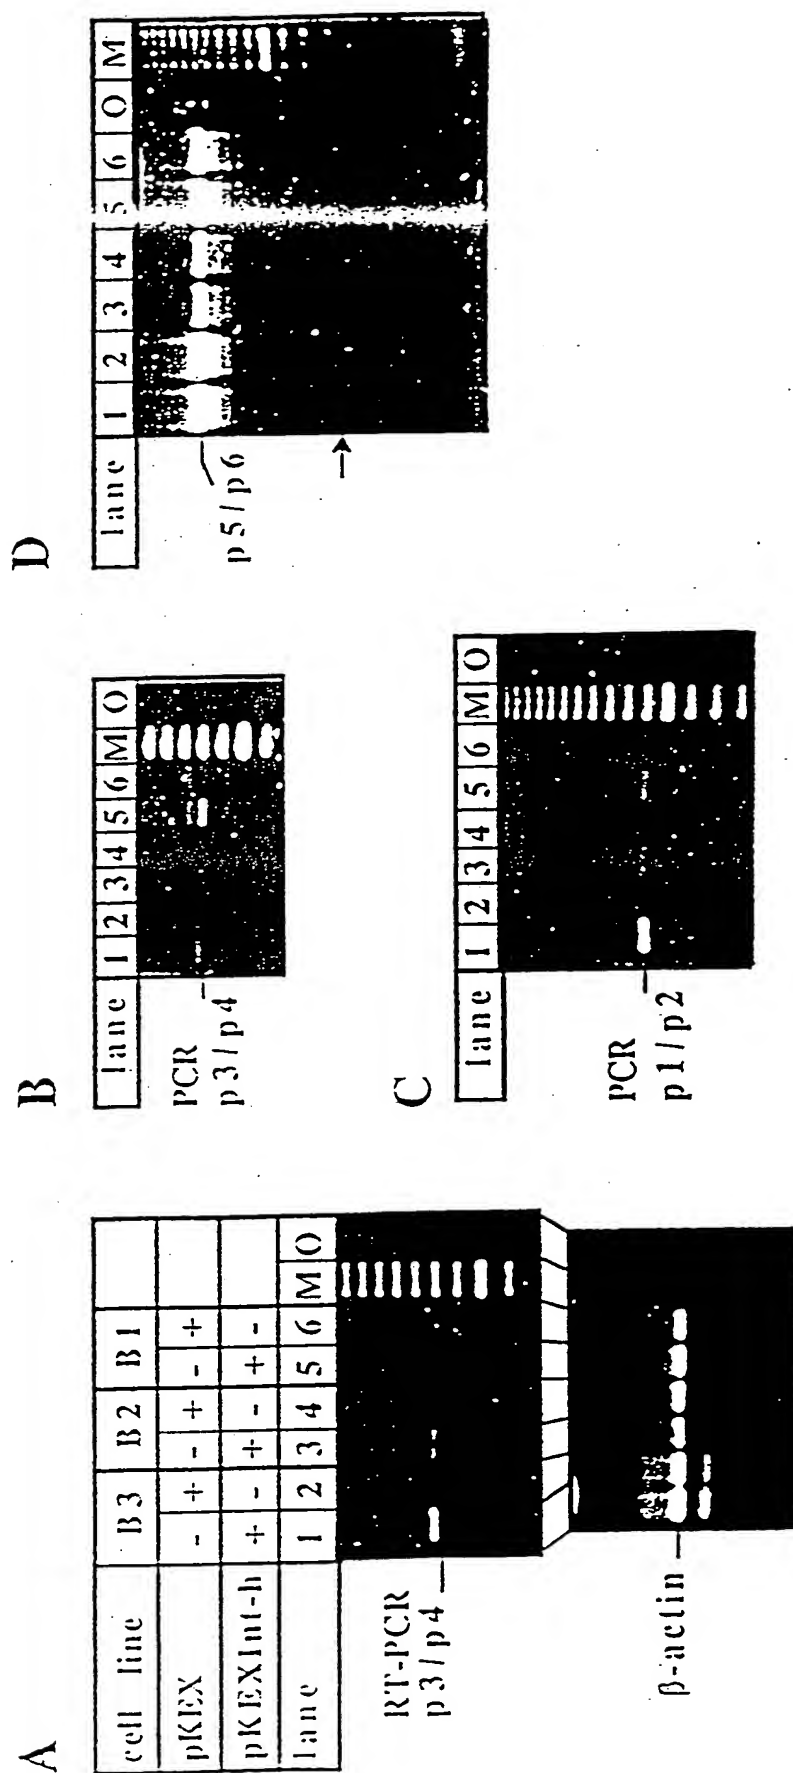 A
cell line B3 B2 B1
pKEX - + - + - +
pKEXInt-h + - + - + -
lane 1 2 3 4 5 6 M O
RT-PCR
p3/p4
β-actin
B
lane 1 2 3 4 5 6 M O
PCR
p3/p4
C
lane 1 2 3 4 5 6 M O
PCR
p1/p2
D
lane 1 2 3 4 5 6 O M
p5/p6